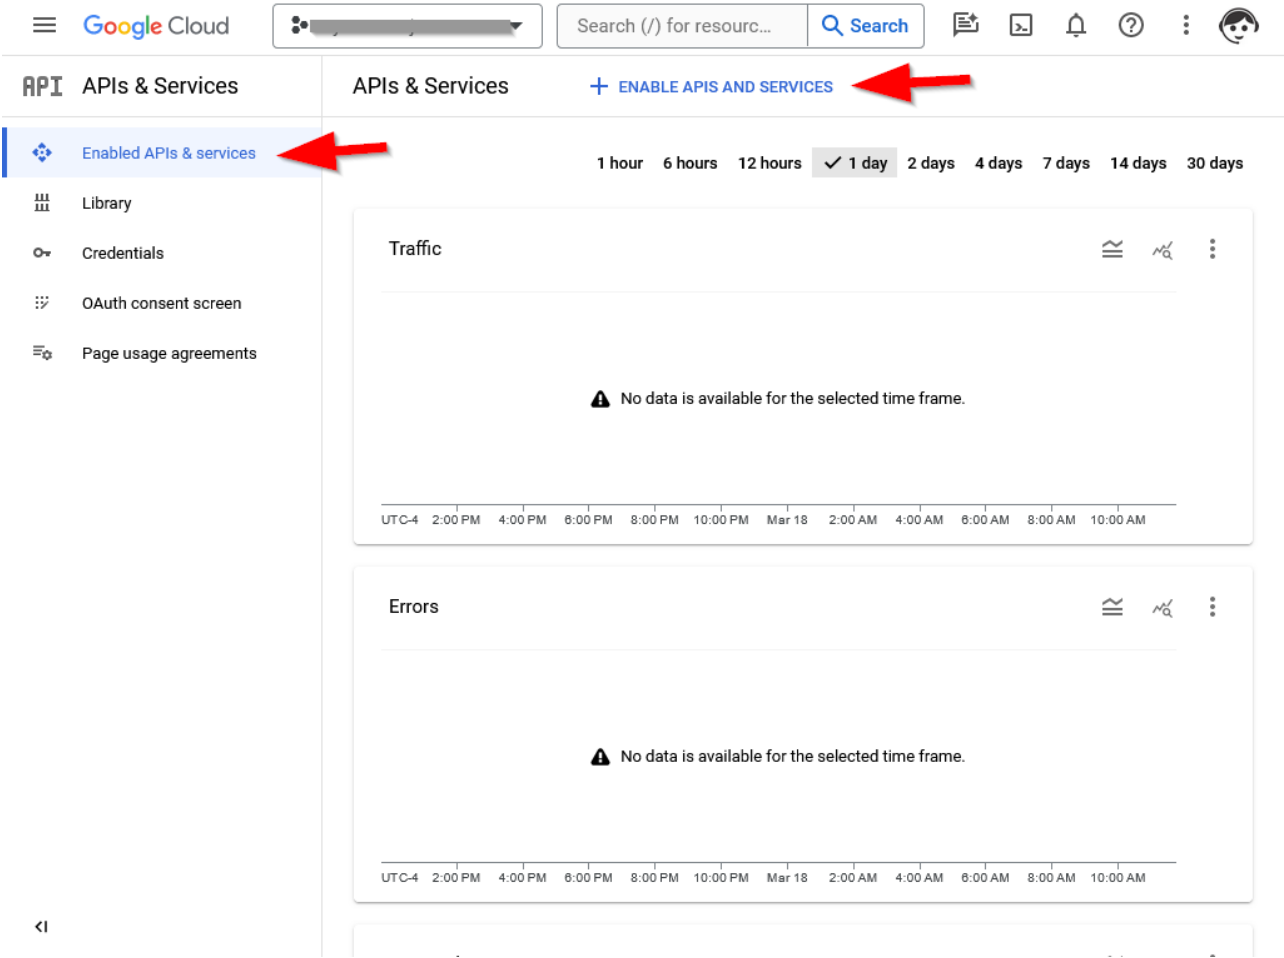 Google Cloud
Search (/) for resourc...
Search
API APIs & Services
APIs & Services
ENABLE APIS AND SERVICES
Enabled APIs & services
Library
Credentials
OAuth consent screen
Page usage agreements
1 hour 6 hours 12 hours 1 day 2 days 4 days 7 days 14 days 30 days
Traffic
No data is available for the selected time frame.
UTC-4 2:00 PM 4:00 PM 6:00 PM 8:00 PM 10:00 PM Mar 18 2:00 AM 4:00 AM 6:00 AM 8:00 AM 10:00 AM
Errors
No data is available for the selected time frame.
UTC-4 2:00 PM 4:00 PM 6:00 PM 8:00 PM 10:00 PM Mar 18 2:00 AM 4:00 AM 6:00 AM 8:00 AM 10:00 AM